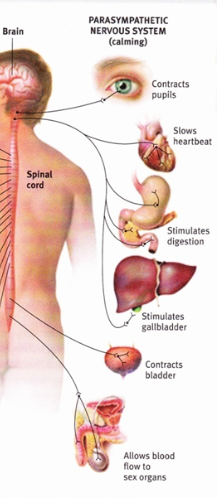 PARASYMPATHETIC
NERVOUS SYSTEM
(calming)
Brain
Contracts
pupils
Slows
heartbeat
Spinal
cord
Stimulates
digestion
Stimulates
gallbladder
Contracts
bladder
Allows blood
flow to
sex organs